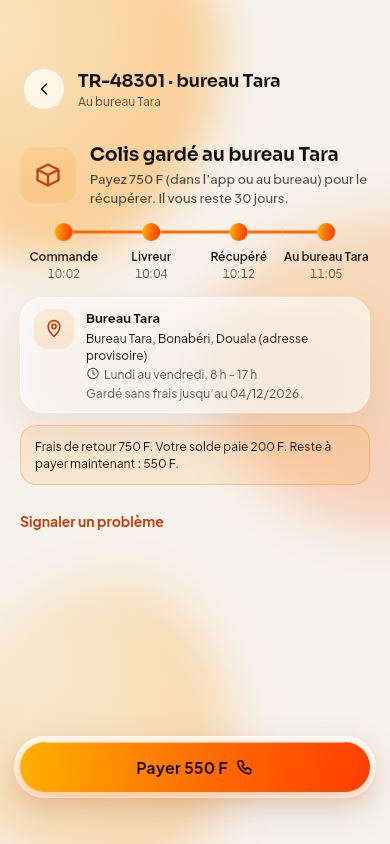 TR-48301 · bureau Tara
Au bureau Tara
Colis gardé au bureau Tara
Payez 750 F (dans l'app ou au bureau) pour le
récupérer. Il vous reste 30 jours.
Commande
10:02
Livreur
10:04
Récupéré
10:12
Au bureau Tara
11:05
Bureau Tara
Bureau Tara, Bonabéri, Douala (adresse
provisoire)
Lundi au vendredi, 8 h - 17 h
Gardé sans frais jusqu'au 04/12/2026.
Frais de retour 750 F. Votre solde paie 200 F. Reste à
payer maintenant : 550 F.
Signaler un problème
Payer 550 F